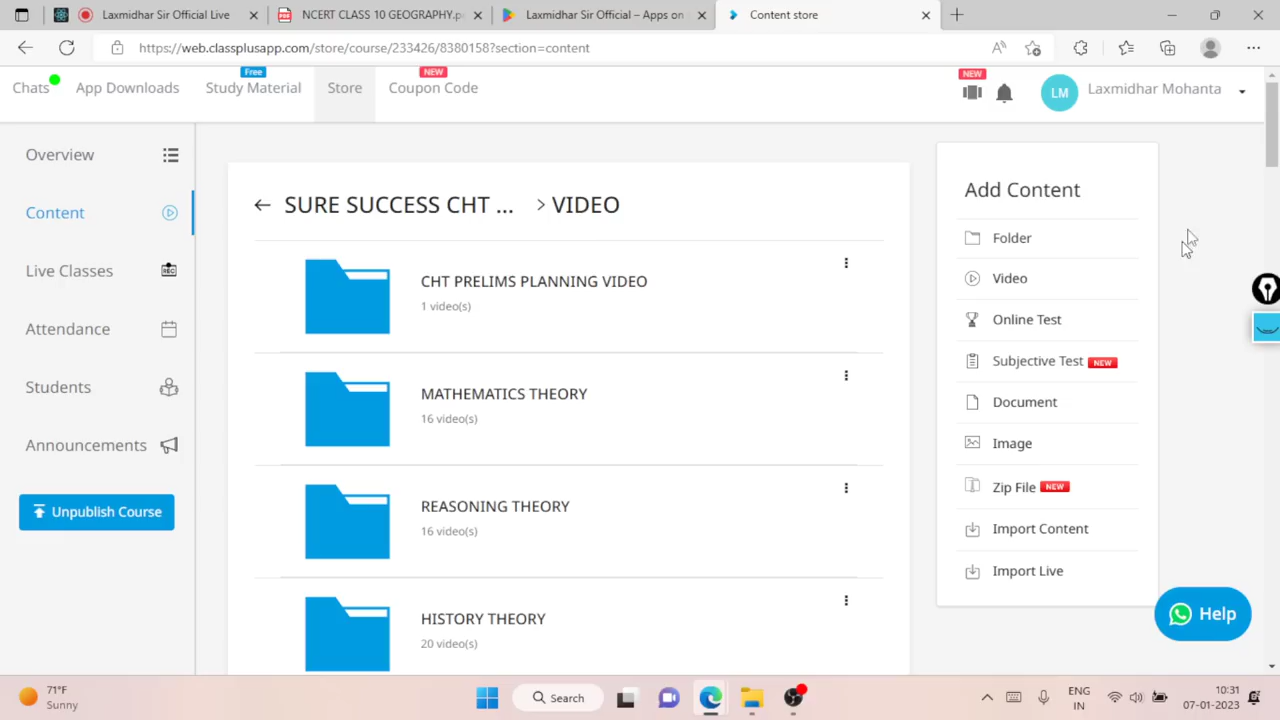 Laxmidhar Sir Official Live
NCERT CLASS 10 GEOGRAPHY.p
Laxmidhar Sir Official – Apps on
Content store
https://web.classplusapp.com/store/course/233426/8380158?section=content
Chats
App Downloads
Free
Study Material
Store
NEW
Coupon Code
NEW
LM
Laxmidhar Mohanta
Overview
Content
Live Classes
REC
Attendance
Students
Announcements
Unpublish Course
SURE SUCCESS CHT ... > VIDEO
CHT PRELIMS PLANNING VIDEO
1 video(s)
MATHEMATICS THEORY
16 video(s)
REASONING THEORY
16 video(s)
HISTORY THEORY
20 video(s)
Add Content
Folder
Video
Online Test
Subjective Test NEW
Document
Image
Zip File NEW
Import Content
Import Live
Help
71°F
Sunny
Search
ENG
IN
10:31
07-01-2023